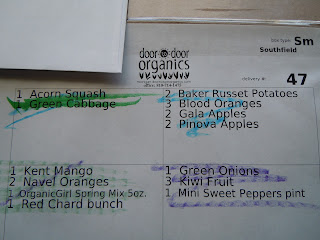 box type: Sm
Southfield
door to door
organics
delivery #: 47
1 Acorn Squash
1 Green Cabbage
2 Baker Russet Potatoes
3 Blood Oranges
2 Gala Apples
2 Pinova Apples
1 Kent Mango
2 Navel Oranges
1 OrganicGirl Spring Mix 5oz.
1 Red Chard bunch
1 Green Onions
3 Kiwi Fruit
1 Mini Sweet Peppers pint